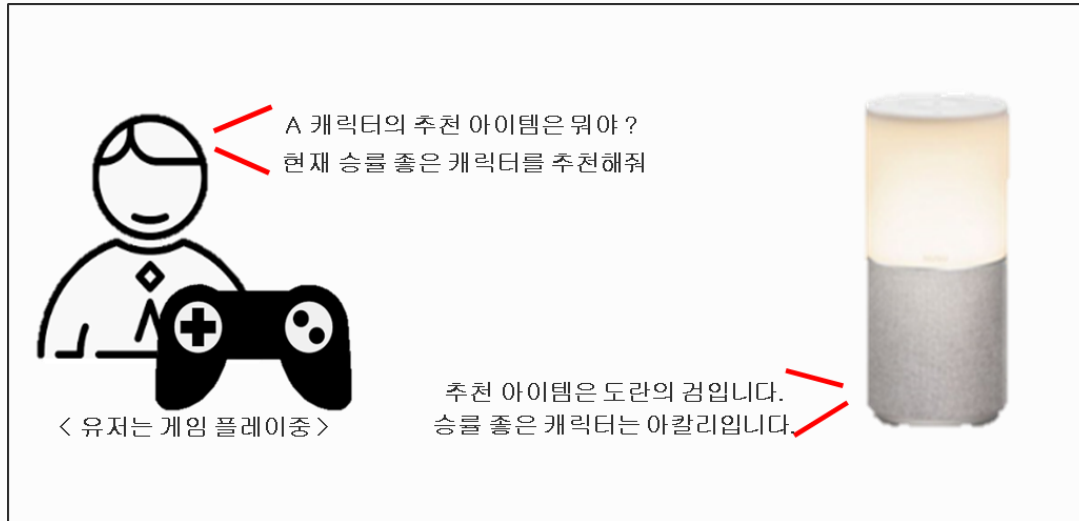 A 캐릭터의 추천 아이템은 뭐야 ?
현재 승률 좋은 캐릭터를 추천해줘
추천 아이템은 도란의 검입니다.
승률 좋은 캐릭터는 아칼리입니다.
< 유저는 게임 플레이중 >